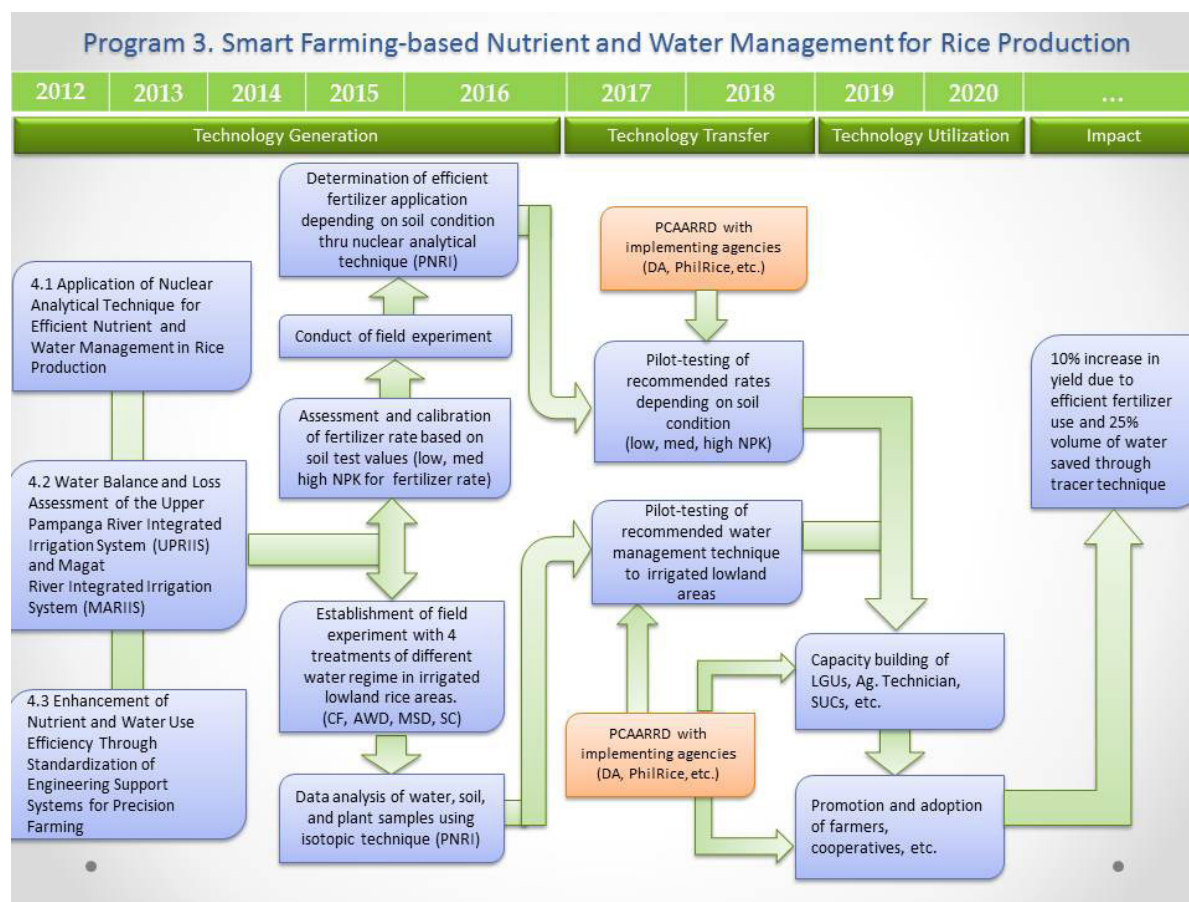 Program 3. Smart Farming-based Nutrient and Water Management for Rice Production
2012 2013 2014 2015 2016 2017 2018 2019 2020 ...
Technology Generation Technology Transfer Technology Utilization Impact
4.1 Application of Nuclear
Analytical Technique for
Efficient Nutrient and
Water Management in Rice
Production
4.2 Water Balance and Loss
Assessment of the Upper
Pampanga River Integrated
Irrigation System (UPRIIS)
and Magat
River Integrated Irrigation
System (MARIIS)
4.3 Enhancement of
Nutrient and Water Use
Efficiency Through
Standardization of
Engineering Support
Systems for Precision
Farming
Determination of efficient
fertilizer application
depending on soil condition
thru nuclear analytical
technique (PNRI)
Conduct of field experiment
Assessment and calibration
of fertilizer rate based on
soil test values (low, med
high NPK for fertilizer rate)
Establishment of field
experiment with 4
treatments of different
water regime in irrigated
lowland rice areas.
(CF, AWD, MSD, SC)
Data analysis of water, soil,
and plant samples using
isotopic technique (PNRI)
PCAARRD with
implementing agencies
(DA, PhilRice, etc.)
Pilot-testing of
recommended rates
depending on soil
condition
(low, med, high NPK)
Pilot-testing of
recommended water
management technique
to irrigated lowland
areas
PCAARRD with
implementing agencies
(DA, PhilRice, etc.)
Capacity building of
LGUs, Ag. Technician,
SUCs, etc.
Promotion and adoption
of farmers,
cooperatives, etc.
10% increase in
yield due to
efficient fertilizer
use and 25%
volume of water
saved through
tracer technique